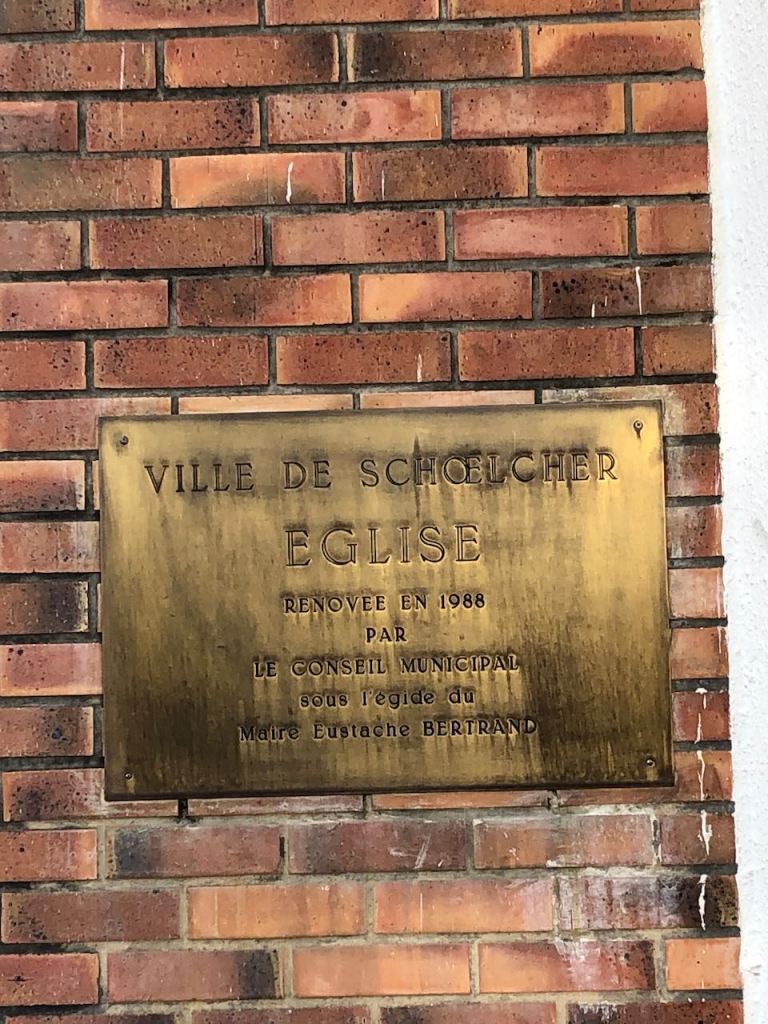 VILLE DE SCHŒLCHER
EGLISE
RENOVEE EN 1988
PAR
LE CONSEIL MUNICIPAL
sous l'égide du
Maire Eustache BERTRAND